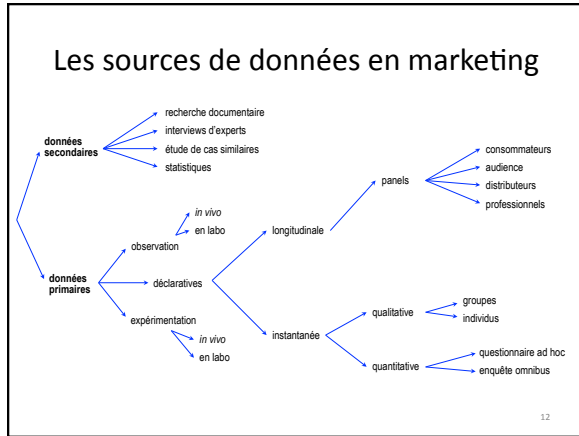 Les sources de données en marketing
données
secondaires
recherche documentaire
interviews d'experts
étude de cas similaires
statistiques
données
primaires
observation
in vivo
en labo
déclaratives
expérimentation
in vivo
en labo
longitudinale
panels
consommateurs
audience
distributeurs
professionnels
instantanée
qualitative
groupes
individus
quantitative
questionnaire ad hoc
enquête omnibus
12